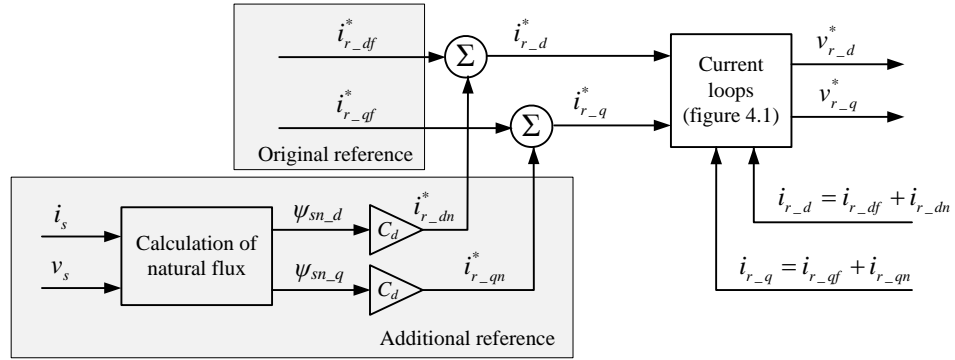 i*r_df
i*r_d
Σ
v*r_d
Current
loops
(figure 4.1)
i*r_qf
i*r_q
Σ
v*r_q
Original reference
i*r_dn
i_s
ψsn_d
C_d
Calculation of
natural flux
i_r_d = i_r_df + i_r_dn
v_s
ψsn_q
C_d
i*r_qn
i_r_q = i_r_qf + i_r_qn
Additional reference